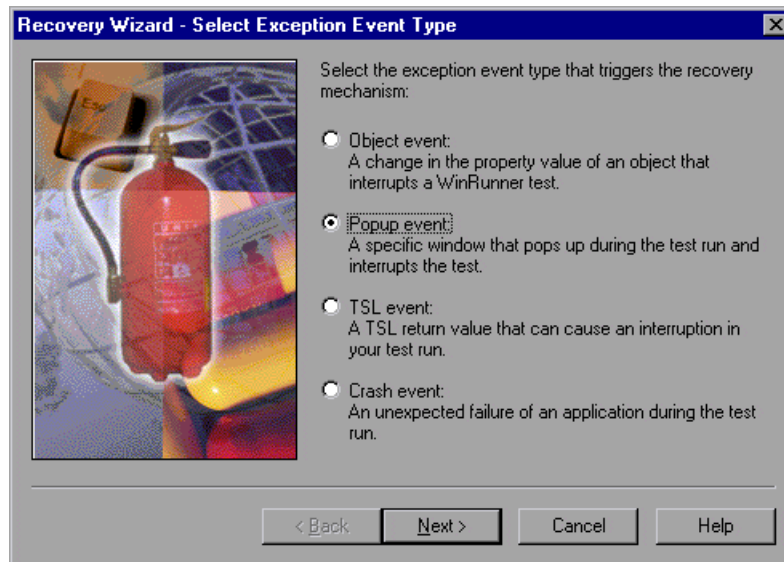 Recovery Wizard - Select Exception Event Type
Select the exception event type that triggers the recovery
mechanism:
Object event:
A change in the property value of an object that
interrupts a WinRunner test.
Popup event:
A specific window that pops up during the test run and
interrupts the test.
TSL event:
A TSL return value that can cause an interruption in
your test run.
Crash event:
An unexpected failure of an application during the test
run.
Esc
< Back
Next >
Cancel
Help